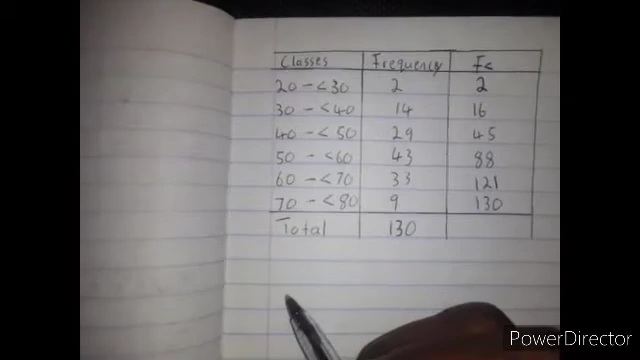 Classes Frequency F<
20 - <30 2 2
30 - <40 14 16
40 - <50 29 45
50 - <60 43 88
60 - <70 33 121
70 - <80 9 130
Total 130
PowerDirector